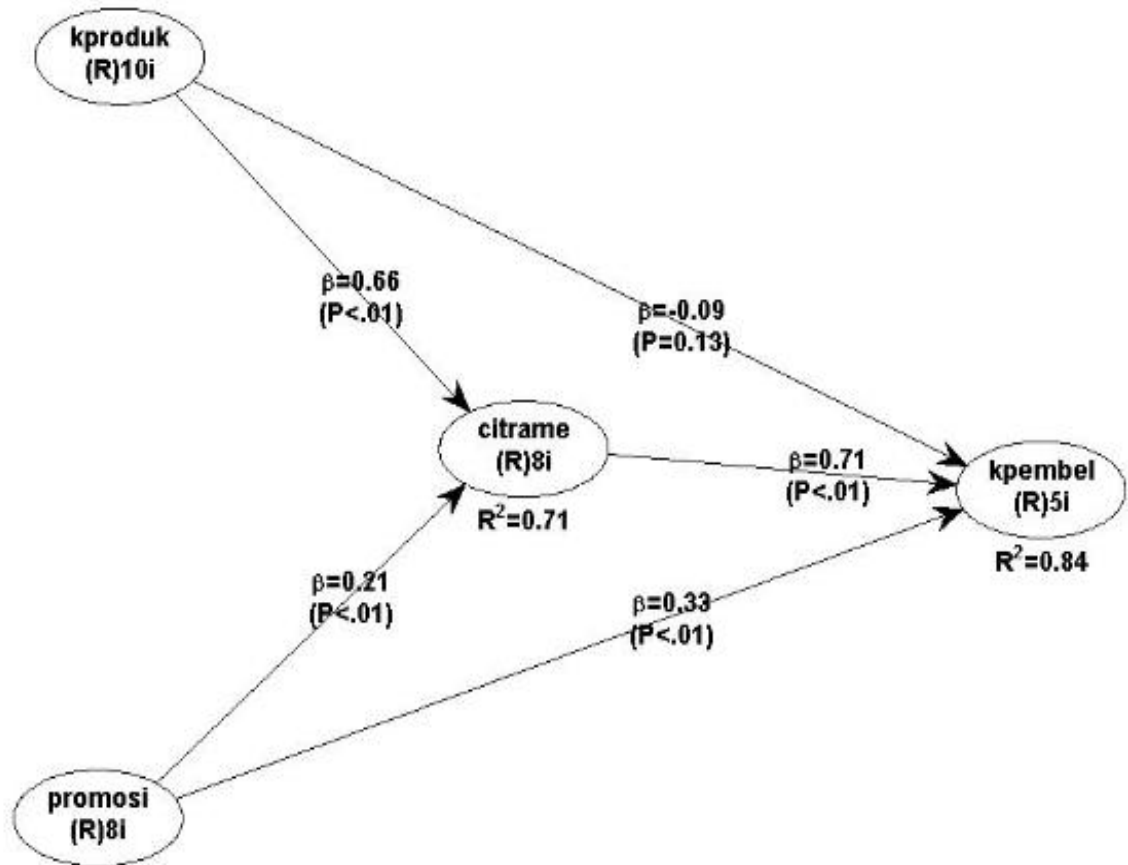 kproduk
(R)10i
β=0.66
(P<.01)
β=-0.09
(P=0.13)
citrame
(R)8i
R²=0.71
β=0.71
(P<.01)
kpembel
(R)5i
R²=0.84
β=0.21
(P<.01)
β=0.33
(P<.01)
promosi
(R)8i